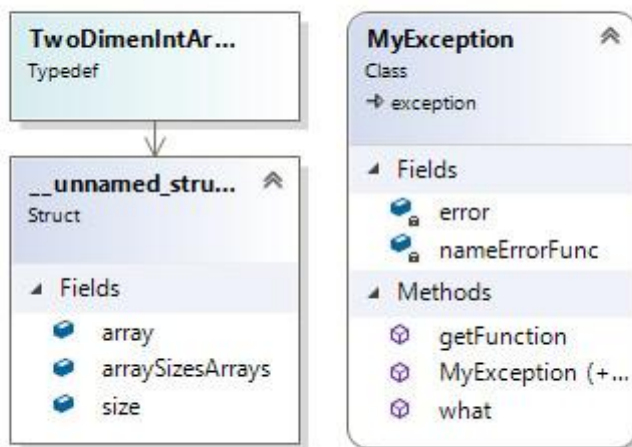 TwoDimenIntAr...
Typedef
__unnamed_stru...
Struct
Fields
array
arraySizesArrays
size
MyException
Class
exception
Fields
error
nameErrorFunc
Methods
getFunction
MyException (+...
what